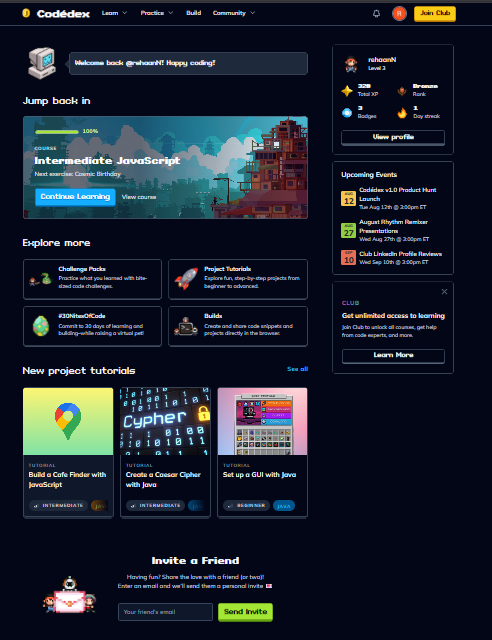 Codédex
Learn
Practice
Build
Community
Join Club
Welcome back @rehaanN! Happy coding!
Jump back in
100%
COURSE
Intermediate JavaScript
Next exercise: Cosmic Birthday
Continue Learning
View course
Explore more
Challenge Packs
Practice what you learned with bite-
sized code challenges.
Project Tutorials
Explore fun, step-by-step projects from
beginner to advanced.
#30NitesOfCode
Commit to 30 days of learning and
building—while raising a virtual pet!
Builds
Create and share code snippets and
projects directly in the browser.
New project tutorials
See all
TUTORIAL
Build a Cafe Finder with
JavaScript
INTERMEDIATE
Cypher
TUTORIAL
Create a Caesar Cipher
with Java
INTERMEDIATE
TUTORIAL
Set up a GUI with Java
BEGINNER
JAVA
Invite a Friend
Having fun? Share the love with a friend (or two)!
Enter an email and we'll send them a personal invite
Your friend's email
Send Invite
R
rehaanN
Level 3
320
Total XP
Bronze
Rank
3
Badges
1
Day streak
View profile
Upcoming Events
12
Codédex v1.0 Product Hunt
Launch
Tue Aug 12th @ 3:00pm ET
27
August Rhythm Remixer
Presentations
Wed Aug 27th @ 3:00pm ET
10
Club LinkedIn Profile Reviews
Wed Sep 10th @ 3:00pm ET
CLUB
Get unlimited access to learning
Join Club to unlock all courses, get help
from code experts, and more.
Learn More